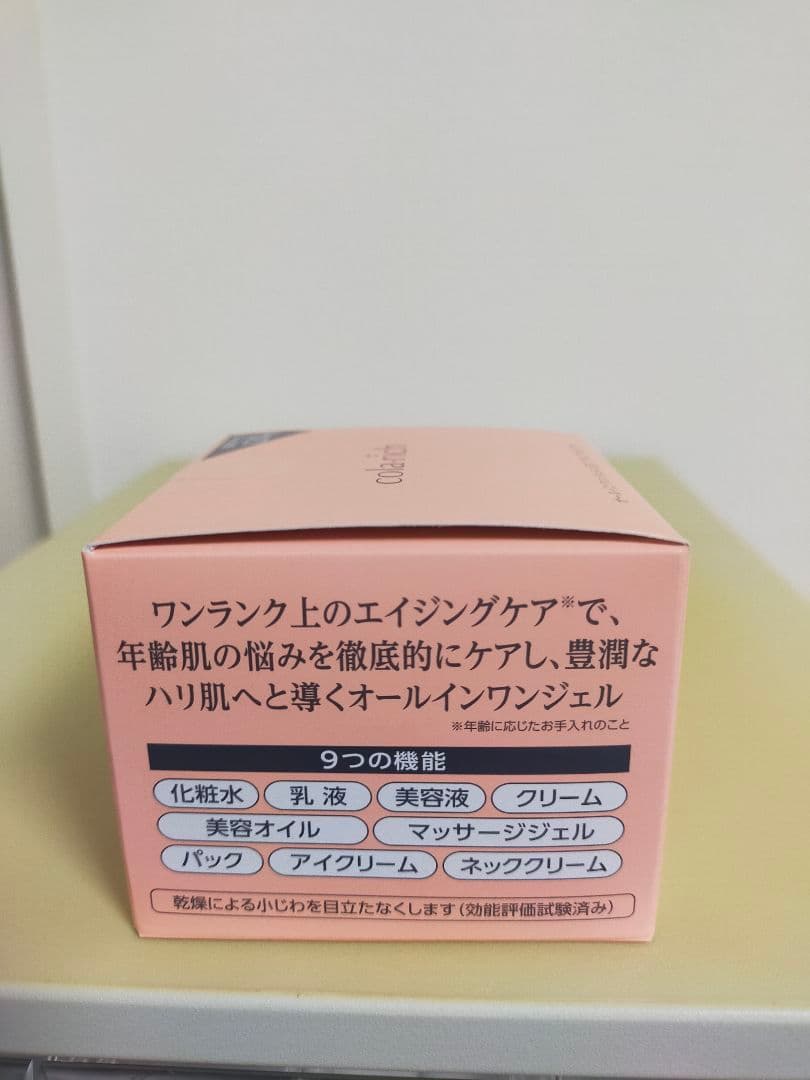 cola·rich
ワンランク上のエイジングケア※で、
年齢肌の悩みを徹底的にケアし、豊潤な
ハリ肌へと導くオールインワンジェル
※年齢に応じたお手入れのこと
9つの機能
化粧水 乳液 美容液 クリーム
美容オイル マッサージジェル
パック アイクリーム ネッククリーム
乾燥による小じわを目立たなくします(効能評価試験済み)